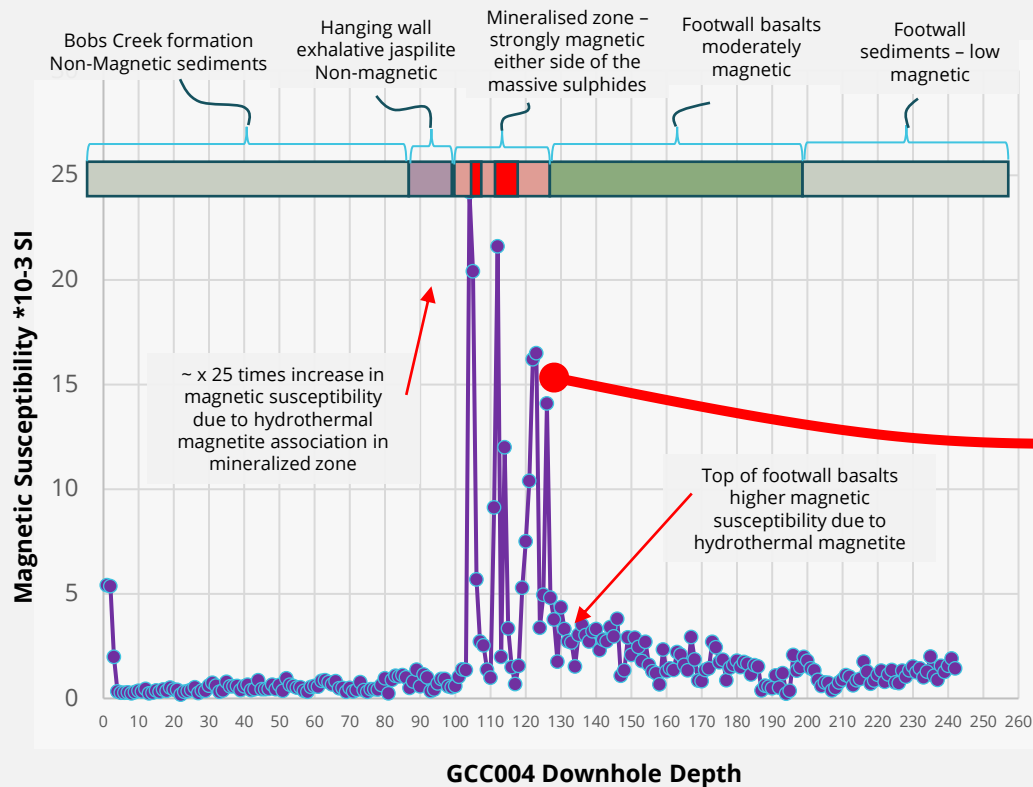 Bobs Creek formation
Non-Magnetic sediments
Hanging wall
exhalative jaspilite
Non-magnetic
Mineralised zone –
strongly magnetic
either side of the
massive sulphides
Footwall basalts
moderately
magnetic
Footwall
sediments – low
magnetic
25
20
15
10
5
0
Magnetic Susceptibility *10-3 SI
~ x 25 times increase in
magnetic susceptibility
due to hydrothermal
magnetite association in
mineralized zone
Top of footwall basalts
higher magnetic
susceptibility due to
hydrothermal magnetite
0 10 20 30 40 50 60 70 80 90 100 110 120 130 140 150 160 170 180 190 200 210 220 230 240 250 260
GCC004 Downhole Depth